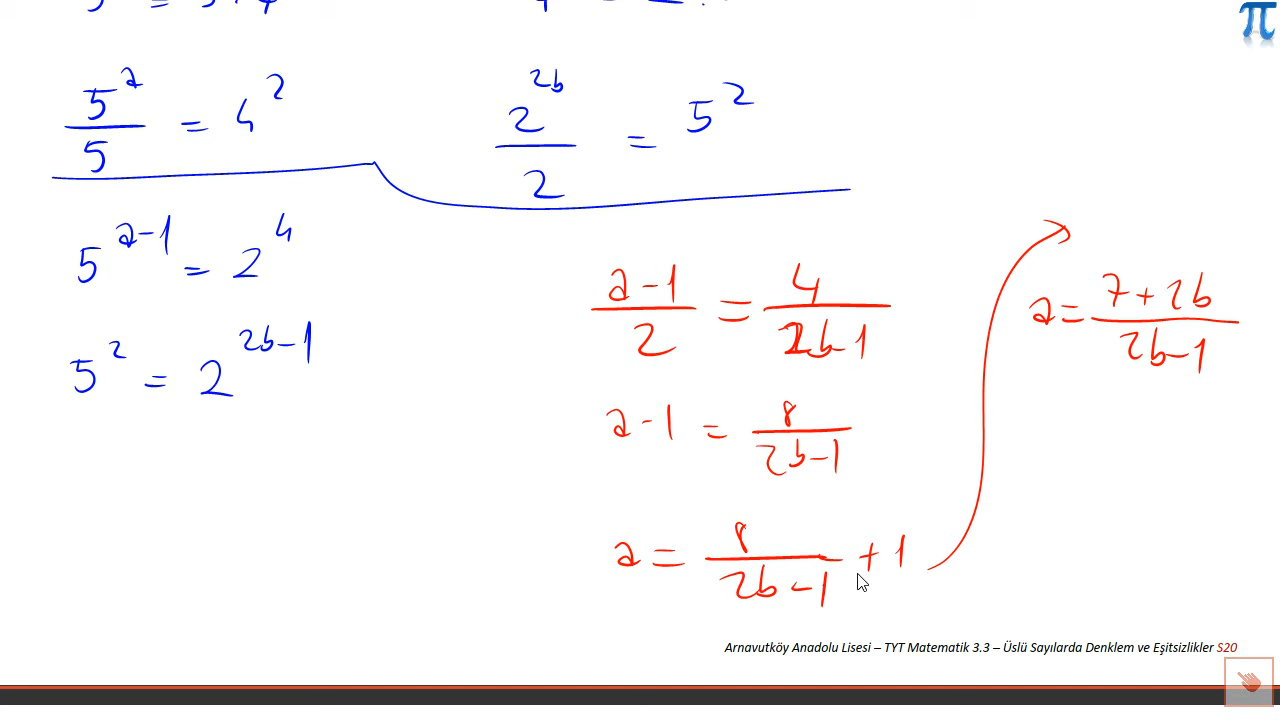 π
5^a / 5 = 4^2
2^{2b} / 2 = 5^2
5^{a-1} = 2^4
5^2 = 2^{2b-1}
(a-1) / 2 = 4 / (2b-1)
a-1 = 8 / (2b-1)
a = 8 / (2b-1) + 1
a = (7+2b) / (2b-1)
Arnavutköy Anadolu Lisesi – TYT Matematik 3.3 – Üslü Sayılarda Denklem ve Eşitsizlikler S20